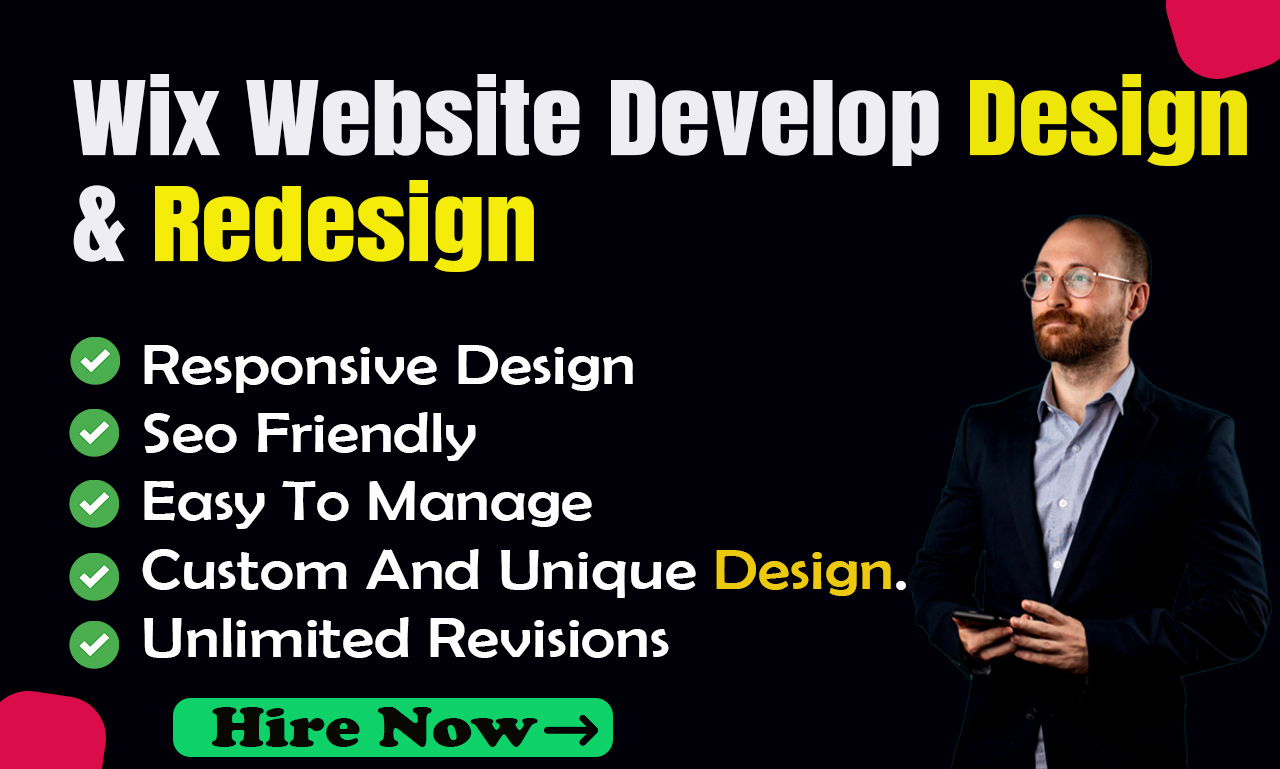 Wix Website Develop Design
& Redesign
Responsive Design
Seo Friendly
Easy To Manage
Custom And Unique Design.
Unlimited Revisions
Hire Now→